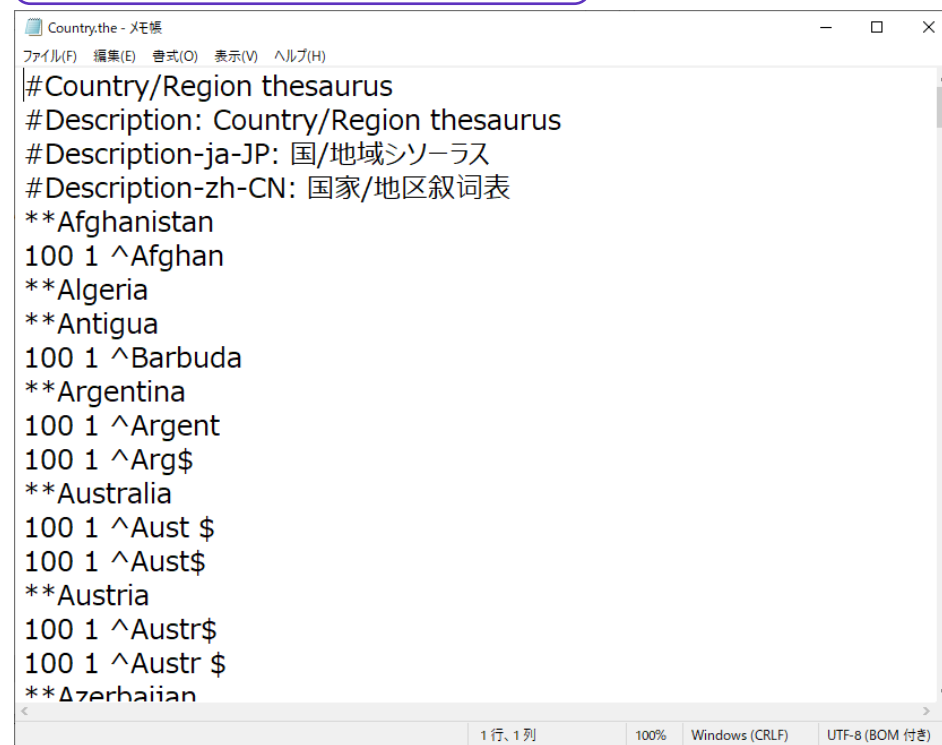 Country.the - メモ帳
ファイル(F) 編集(E) 書式(O) 表示(V) ヘルプ(H)
#Country/Region thesaurus
#Description: Country/Region thesaurus
#Description-ja-JP: 国/地域シソーラス
#Description-zh-CN: 国家/地区叙词表
**Afghanistan
100 1 ^Afghan
**Algeria
**Antigua
100 1 ^Barbuda
**Argentina
100 1 ^Argent
100 1 ^Arg$
**Australia
100 1 ^Aust $
100 1 ^Aust$
**Austria
100 1 ^Austr$
100 1 ^Austr $
**Azerbaijan
1行、1列 100% Windows (CRLF) UTF-8 (BOM 付き)